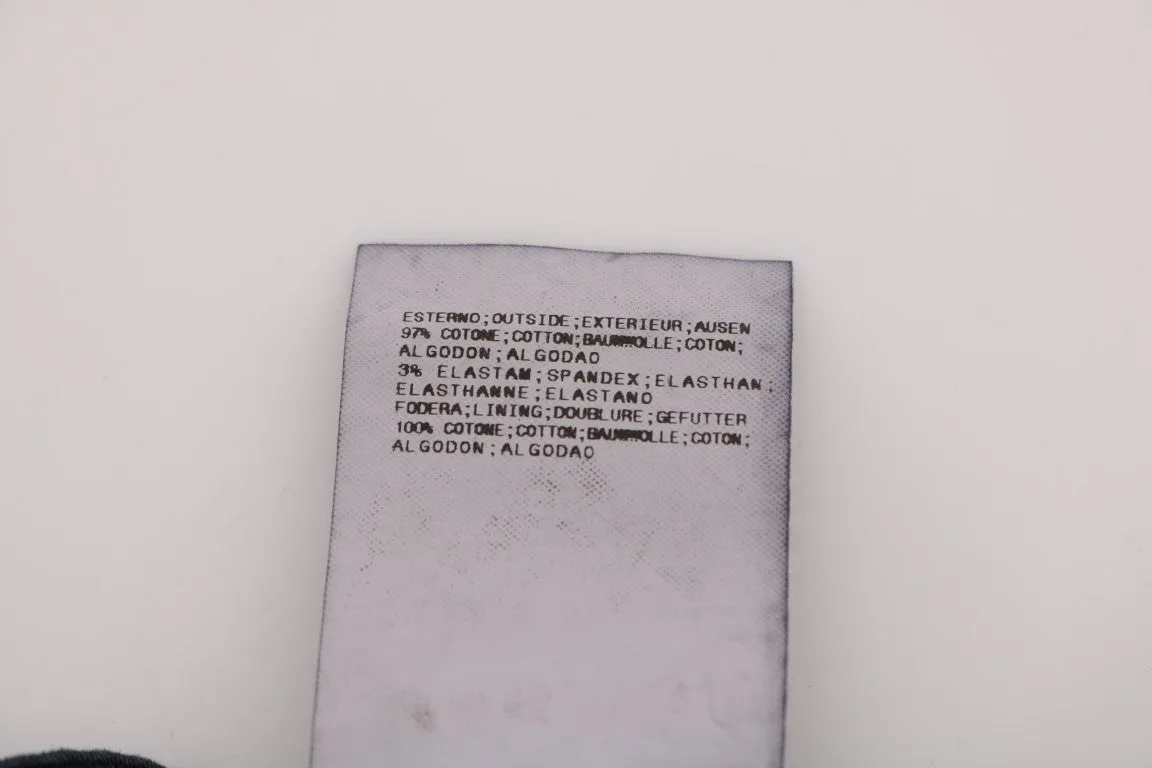 ESTERNO;OUTSIDE;EXTERIEUR;AUSEN
97% COTONE;COTTON;BAUMWOLLE;COTON;
ALGODON;ALGODAO
3% ELASTAM;SPANDEX;ELASTHAN;
ELASTHANNE;ELASTANO
FODERA;LINING;DOUBLURE;GEFUTTER
100% COTONE;COTTON;BAUMWOLLE;COTON;
ALGODON;ALGODAO